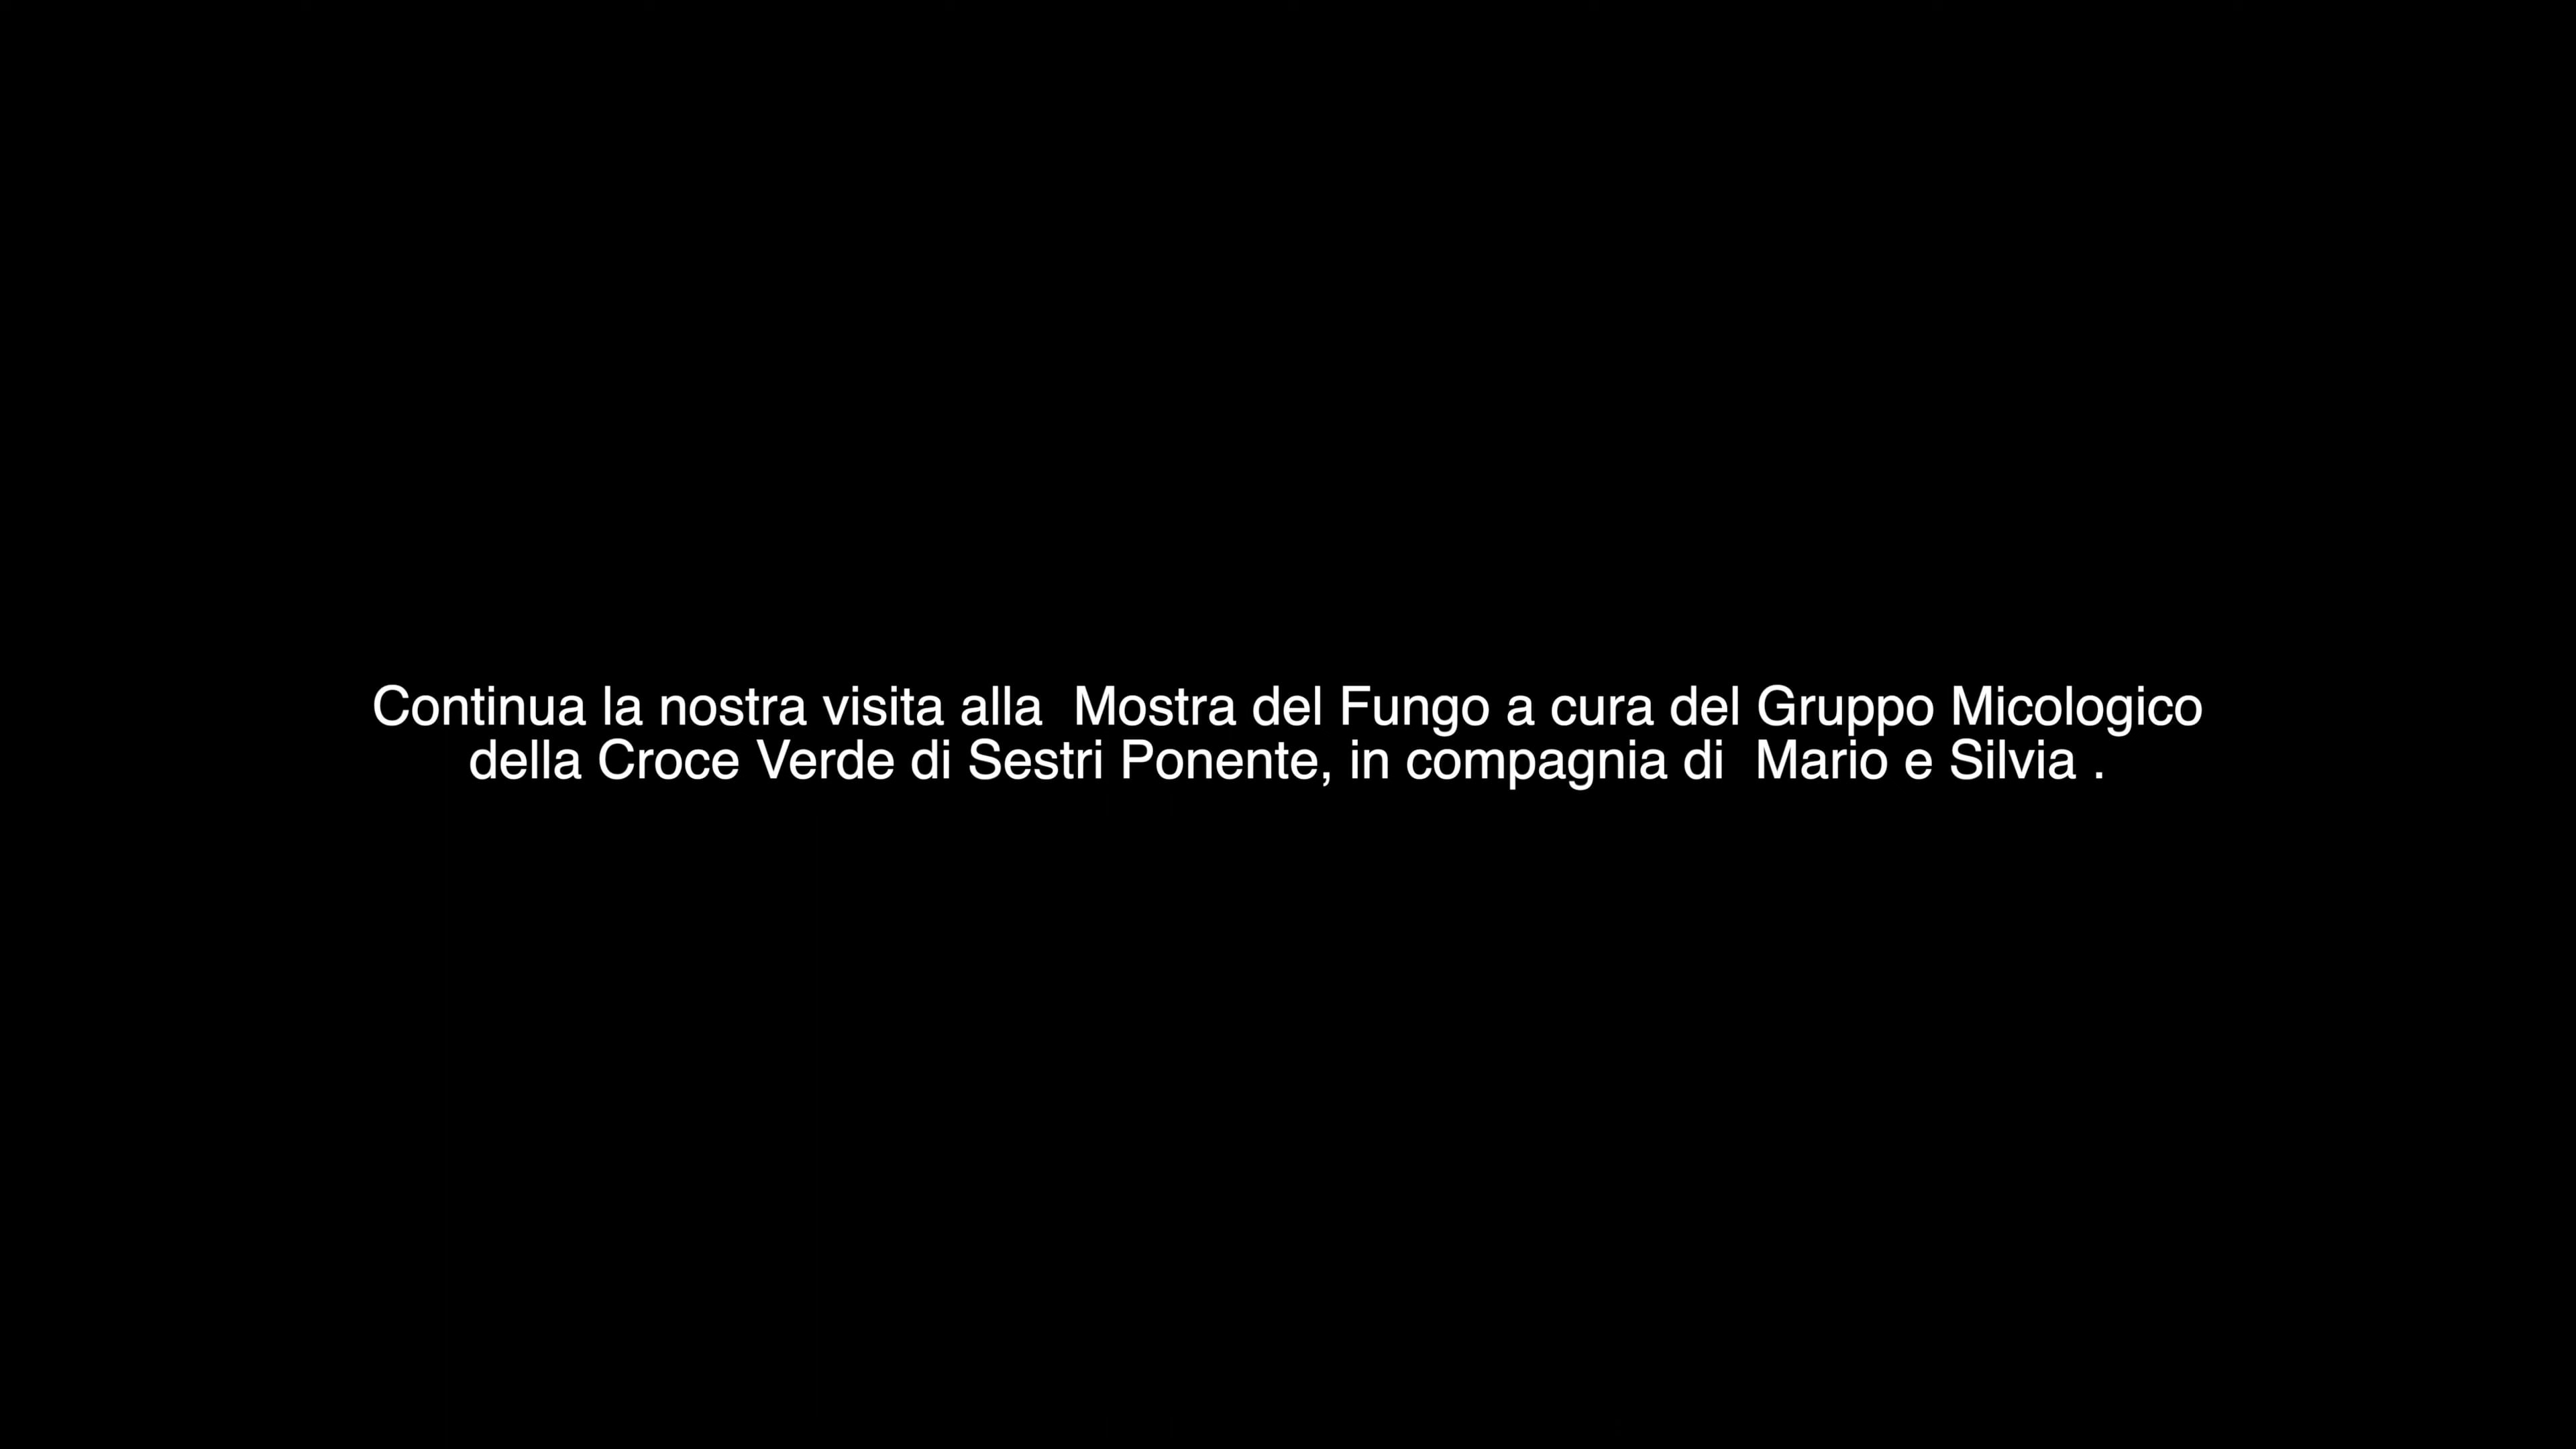 Continua la nostra visita alla  Mostra del Fungo a cura del Gruppo Micologico
della Croce Verde di Sestri Ponente, in compagnia di  Mario e Silvia .